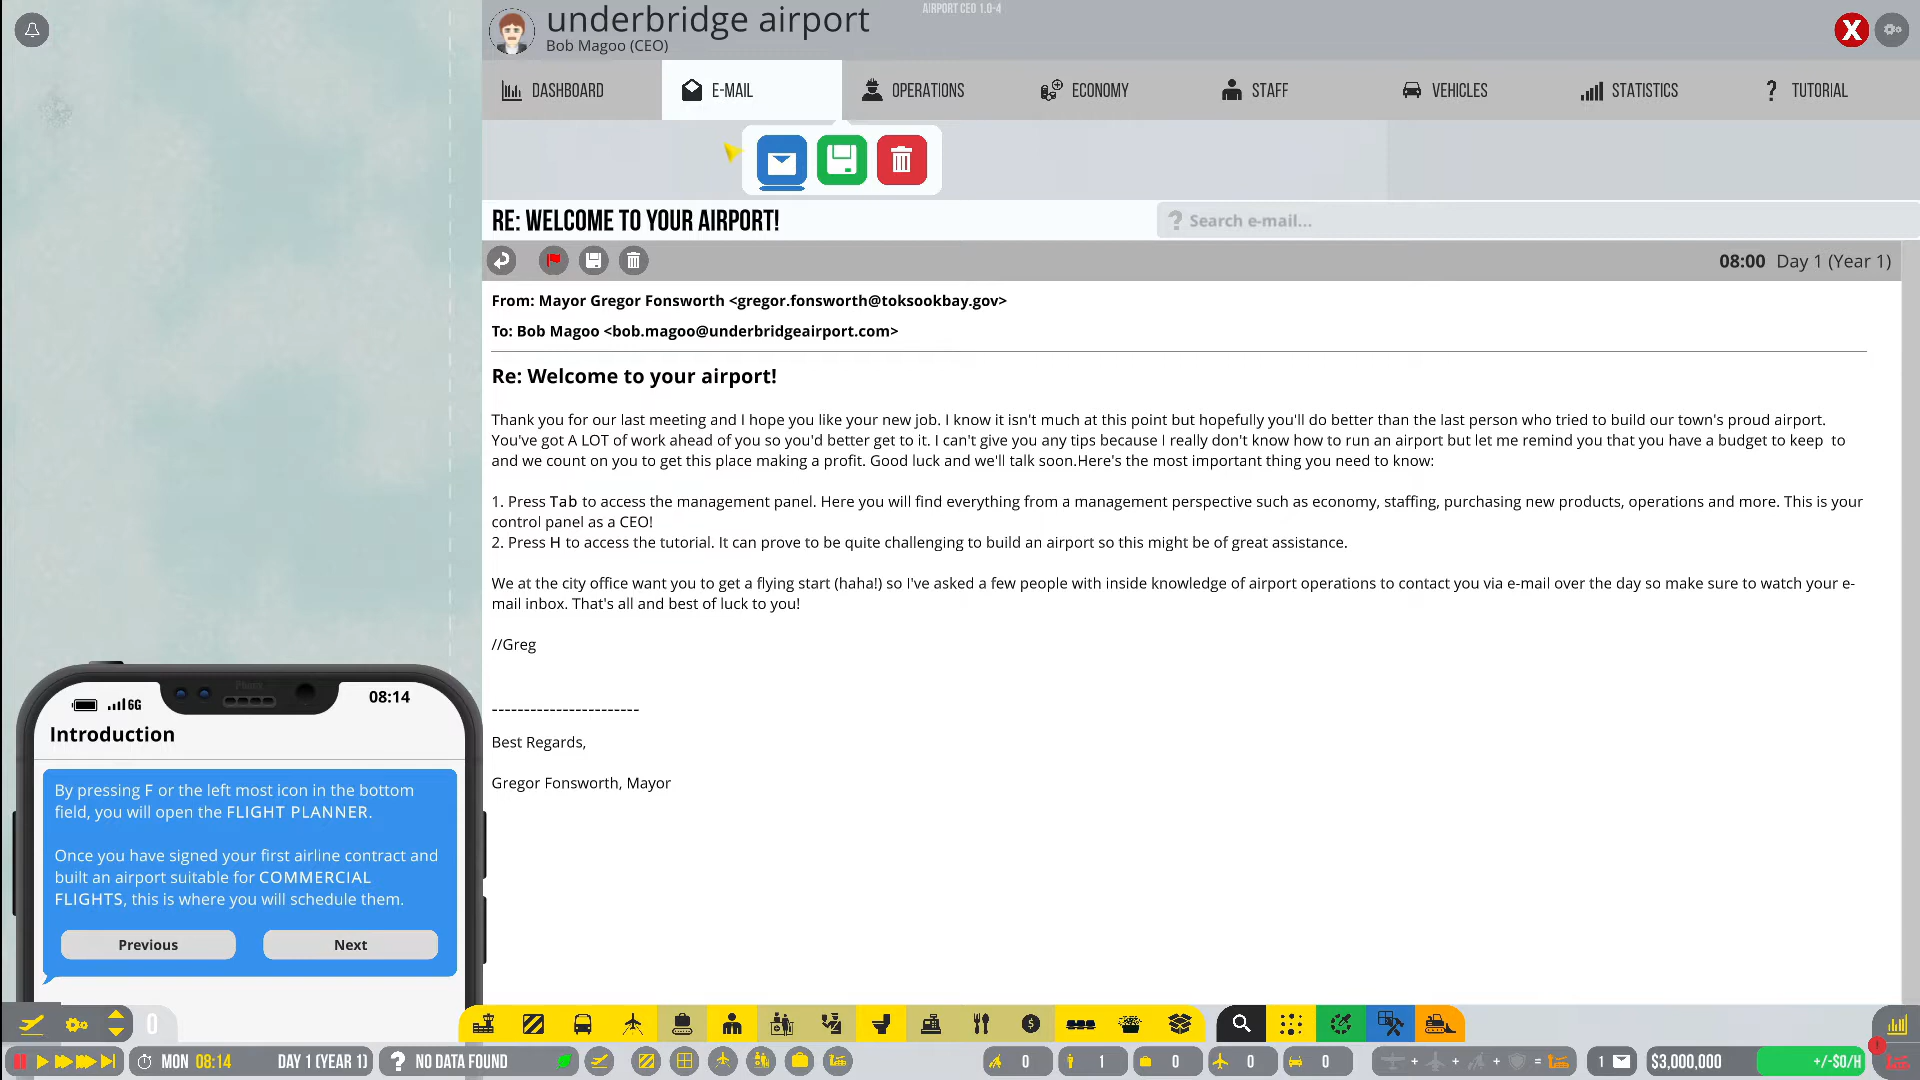 AIRPORT CEO 1.0-4
underbridge airport
Bob Magoo (CEO)
X
DASHBOARD
E-MAIL
OPERATIONS
ECONOMY
STAFF
VEHICLES
STATISTICS
? TUTORIAL
RE: WELCOME TO YOUR AIRPORT!
? Search e-mail...
08:00 Day 1 (Year 1)
From: Mayor Gregor Fonsworth <gregor.fonsworth@toksookbay.gov>
To: Bob Magoo <bob.magoo@underbridgeairport.com>
Re: Welcome to your airport!
Thank you for our last meeting and I hope you like your new job. I know it isn't much at this point but hopefully you'll do better than the last person who tried to build our town's proud airport.
You've got A LOT of work ahead of you so you'd better get to it. I can't give you any tips because I really don't know how to run an airport but let me remind you that you have a budget to keep  to
and we count on you to get this place making a profit. Good luck and we'll talk soon.Here's the most important thing you need to know:
1. Press Tab to access the management panel. Here you will find everything from a management perspective such as economy, staffing, purchasing new products, operations and more. This is your
control panel as a CEO!
2. Press H to access the tutorial. It can prove to be quite challenging to build an airport so this might be of great assistance.
We at the city office want you to get a flying start (haha!) so I've asked a few people with inside knowledge of airport operations to contact you via e-mail over the day so make sure to watch your e-
mail inbox. That's all and best of luck to you!
//Greg
-----------------------
Best Regards,
Gregor Fonsworth, Mayor
Phone
6G
08:14
Introduction
By pressing F or the left most icon in the bottom
field, you will open the FLIGHT PLANNER.
Once you have signed your first airline contract and
built an airport suitable for COMMERCIAL
FLIGHTS, this is where you will schedule them.
Previous
Next
0
MON 08:14 DAY 1 (YEAR 1)
? NO DATA FOUND
0
1
0
0
0
+ + + =
1
$3,000,000
+/-$0/H
!